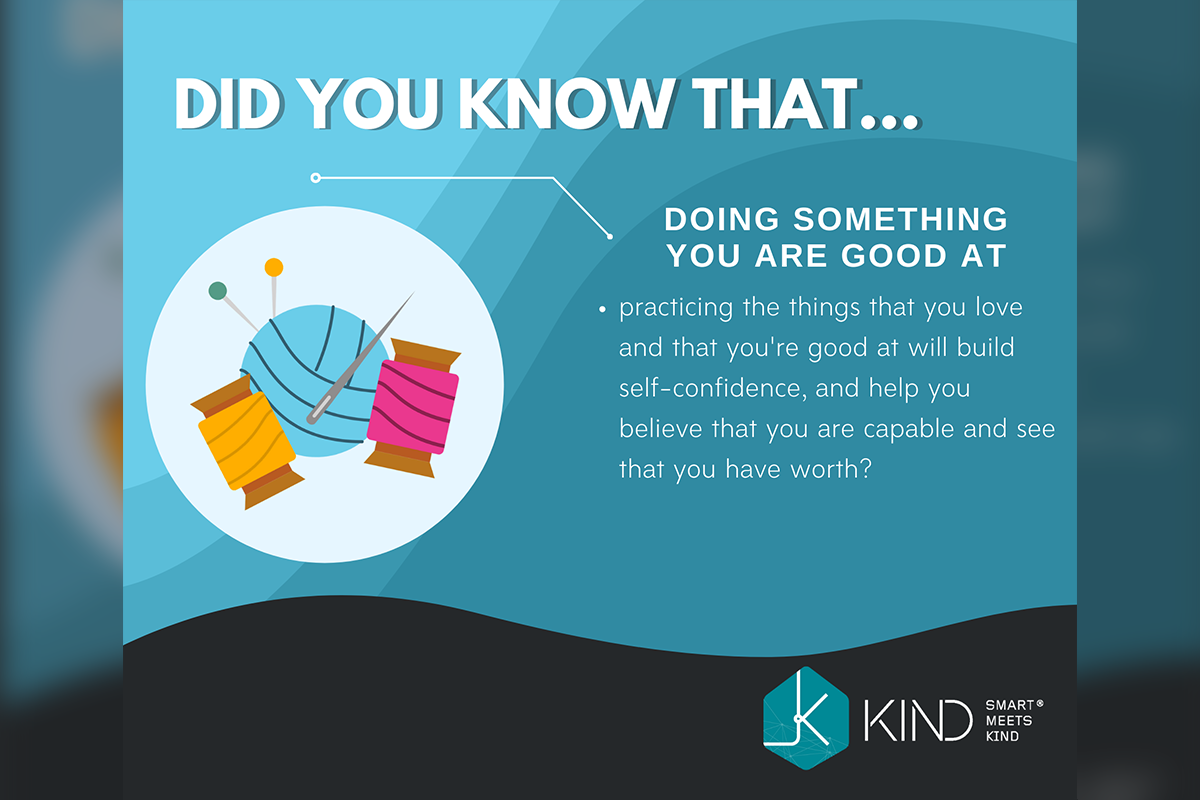 DID YOU KNOW THAT...
DOING SOMETHING
YOU ARE GOOD AT
• practicing the things that you love
and that you're good at will build
self-confidence, and help you
believe that you are capable and see
that you have worth?
K
KIND
SMART®
MEETS
KIND